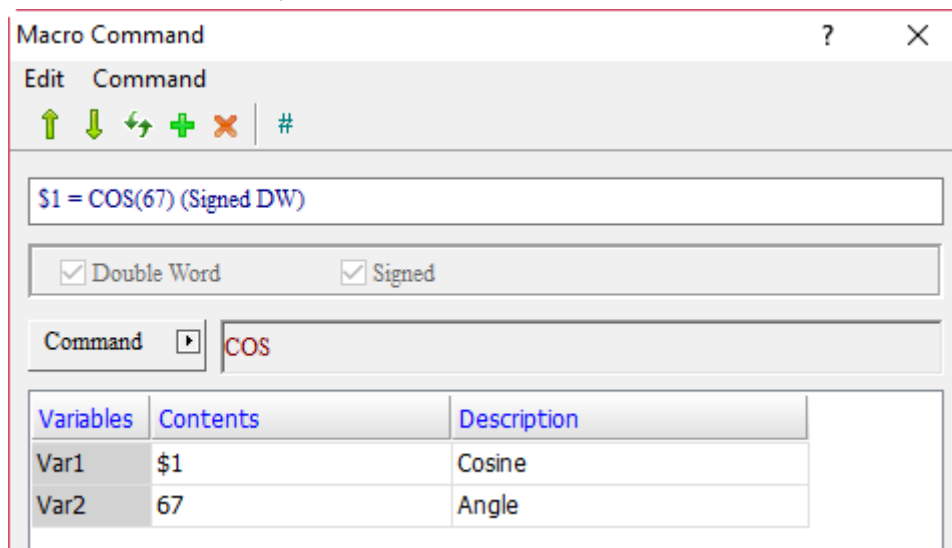 Macro Command ? ×
Edit Command
#
$1 = COS(67) (Signed DW)
Double Word Signed
Command COS
Variables Contents Description
Var1 $1 Cosine
Var2 67 Angle